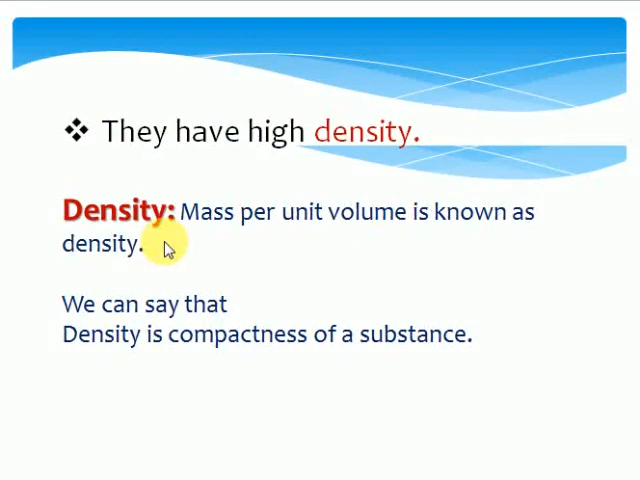 ❖ They have high density.
Density: Mass per unit volume is known as
density.
We can say that
Density is compactness of a substance.